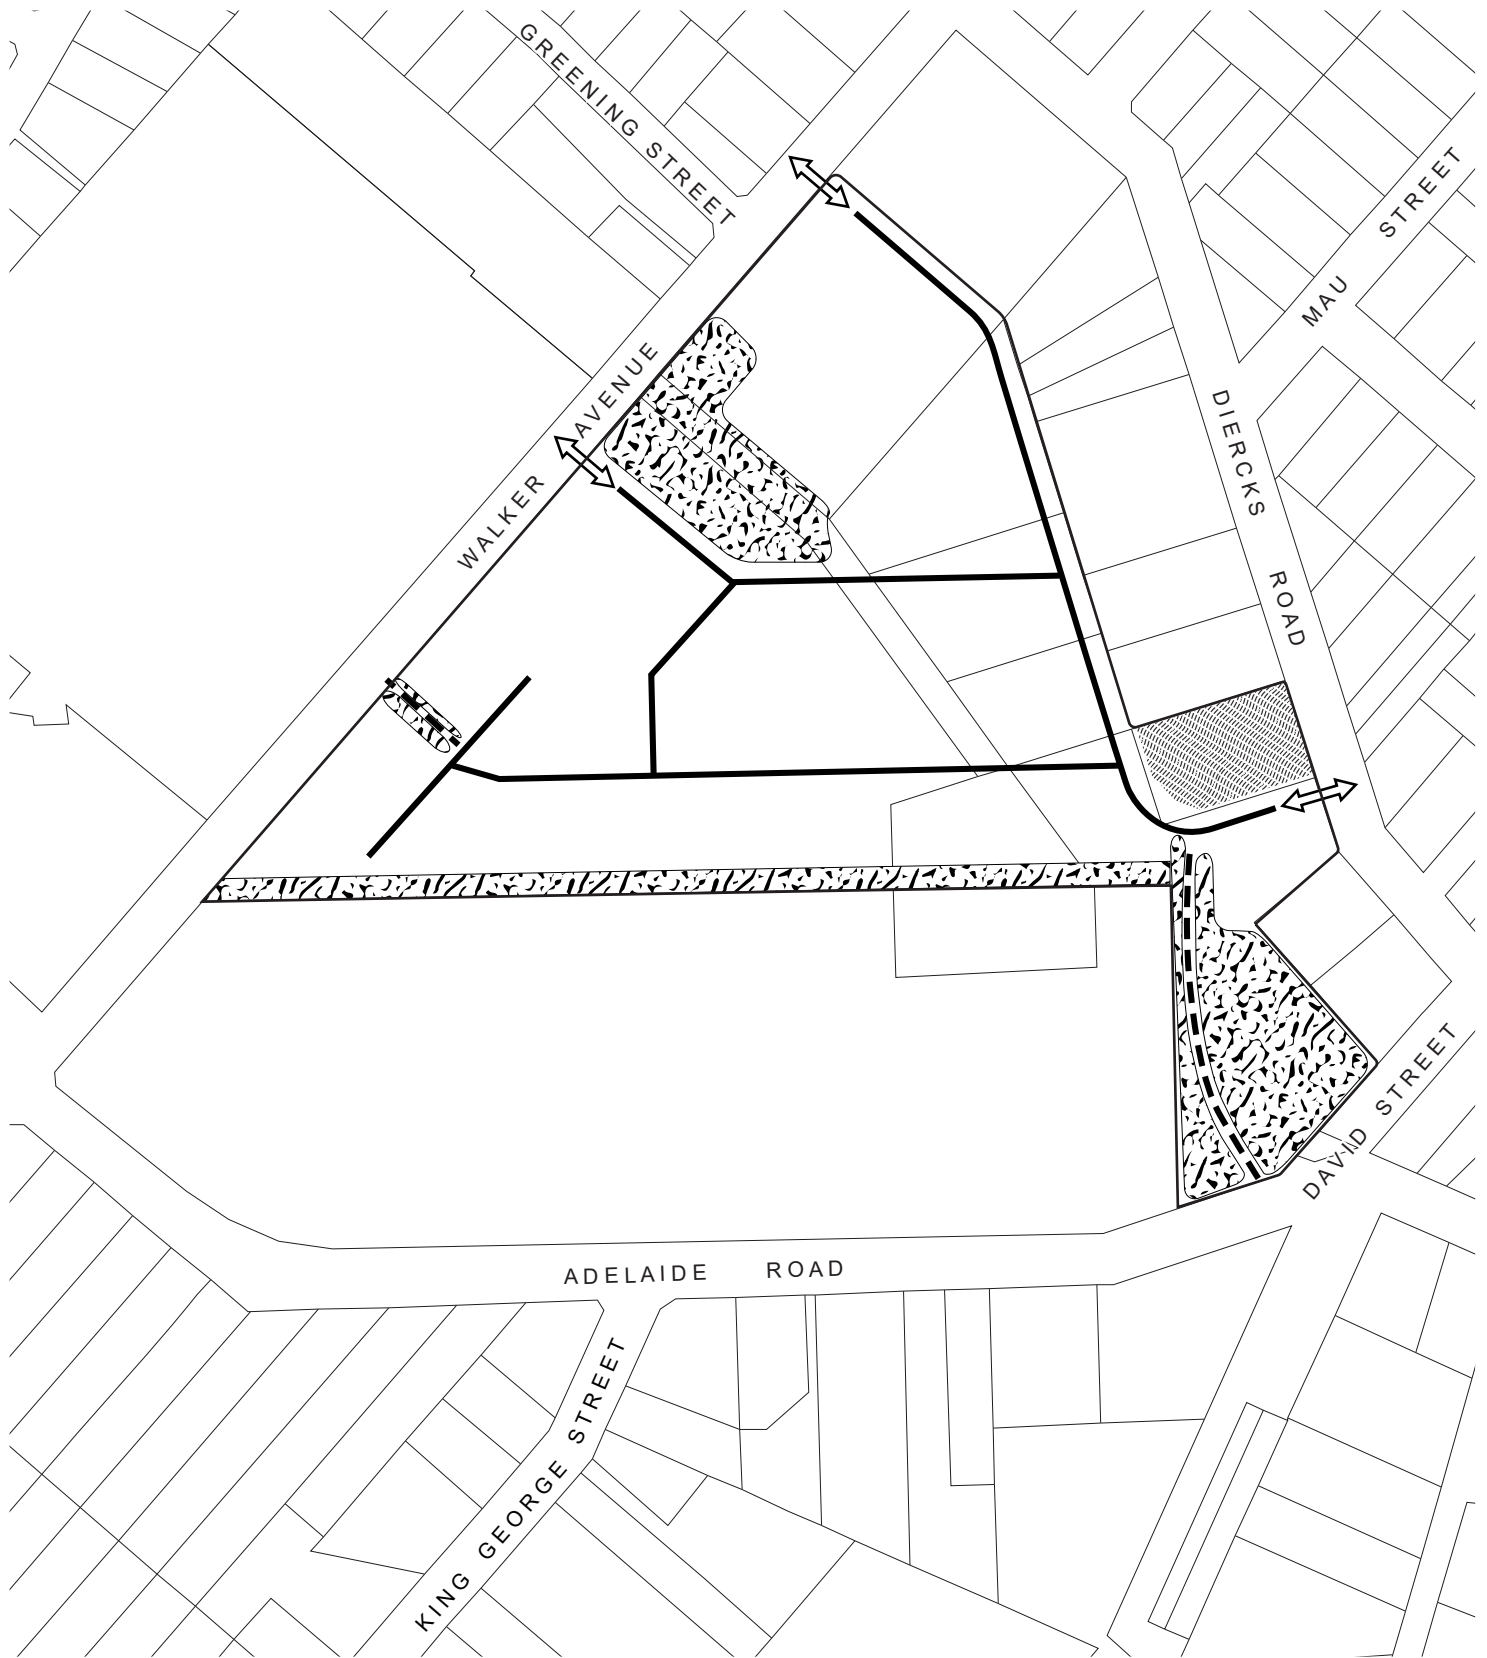 GREENING STREET
MAU STREET
WALKER AVENUE
DIERCKS ROAD
DAVID STREET
ADELAIDE ROAD
KING GEORGE STREET